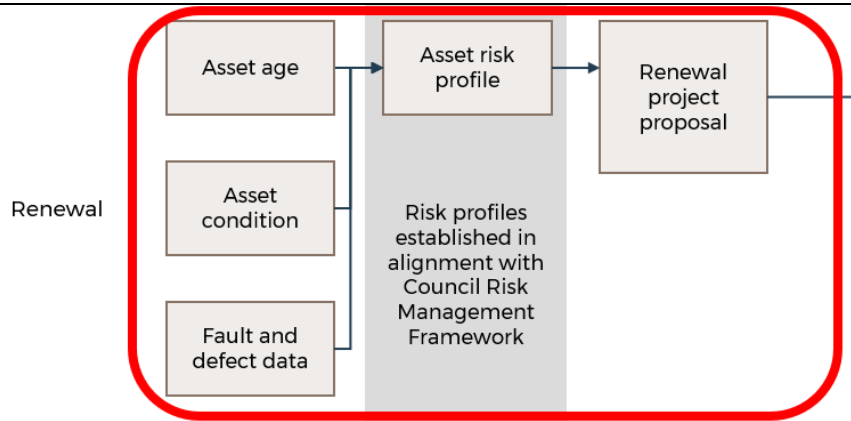 Renewal
Asset age
Asset
condition
Fault and
defect data
Asset risk
profile
Risk profiles
established in
alignment with
Council Risk
Management
Framework
Renewal
project
proposal